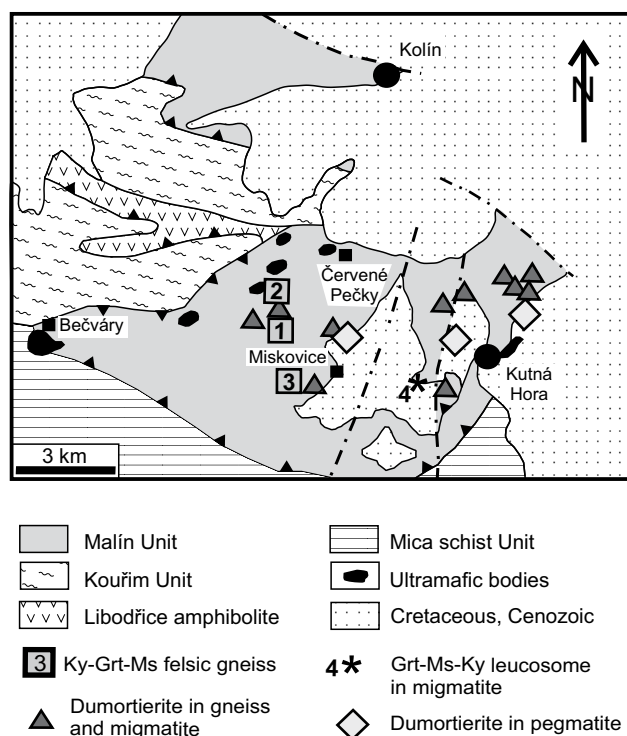 Kolín
N
Červené
Pečky
2
Bečváry
1
Miskovice
3
4*
Kutná
Hora
3 km
Malín Unit
Mica schist Unit
Kouřim Unit
Ultramafic bodies
Libodřice amphibolite
Cretaceous, Cenozoic
3 Ky-Grt-Ms felsic gneiss
4* Grt-Ms-Ky leucosome
in migmatite
Dumortierite in gneiss
and migmatite
Dumortierite in pegmatite